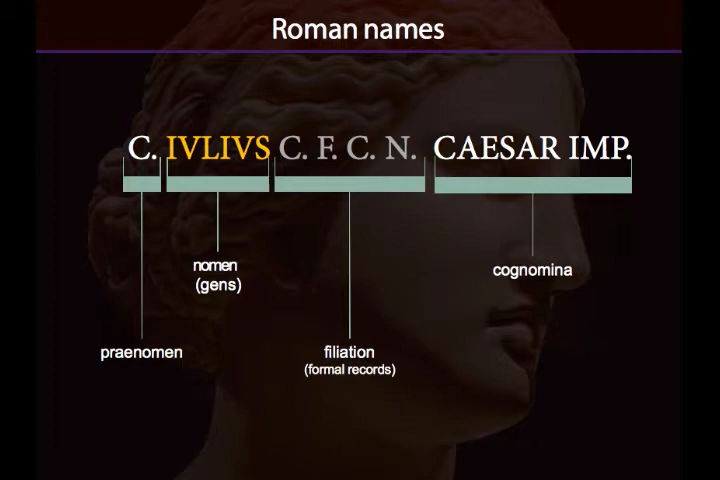 Roman names
C. IVLIVS C. F. C. N. CAESAR IMP.
nomen
(gens)
cognomina
praenomen
filiation
(formal records)